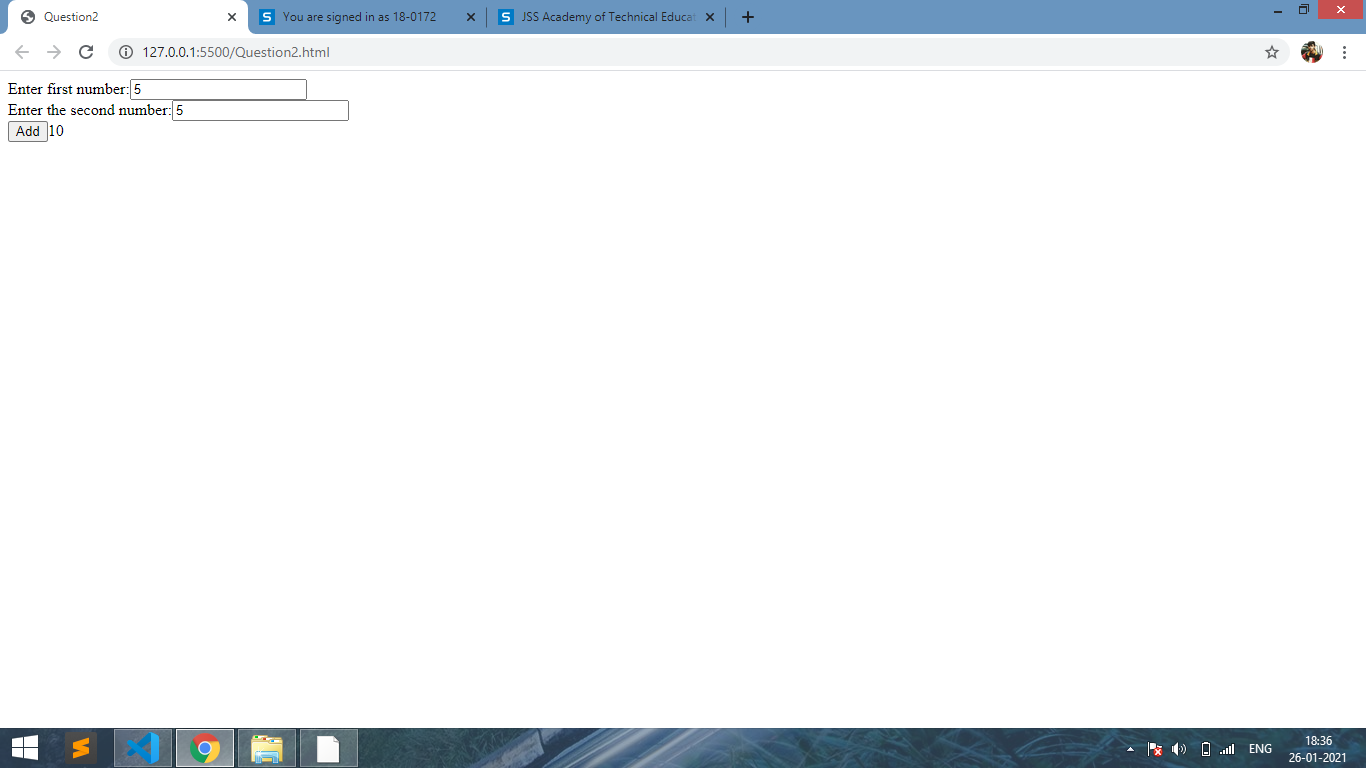 Question2
You are signed in as 18-0172
JSS Academy of Technical Educat
127.0.0.1:5500/Question2.html
Enter first number: 5
Enter the second number: 5
Add 10
ENG
18:36
26-01-2021